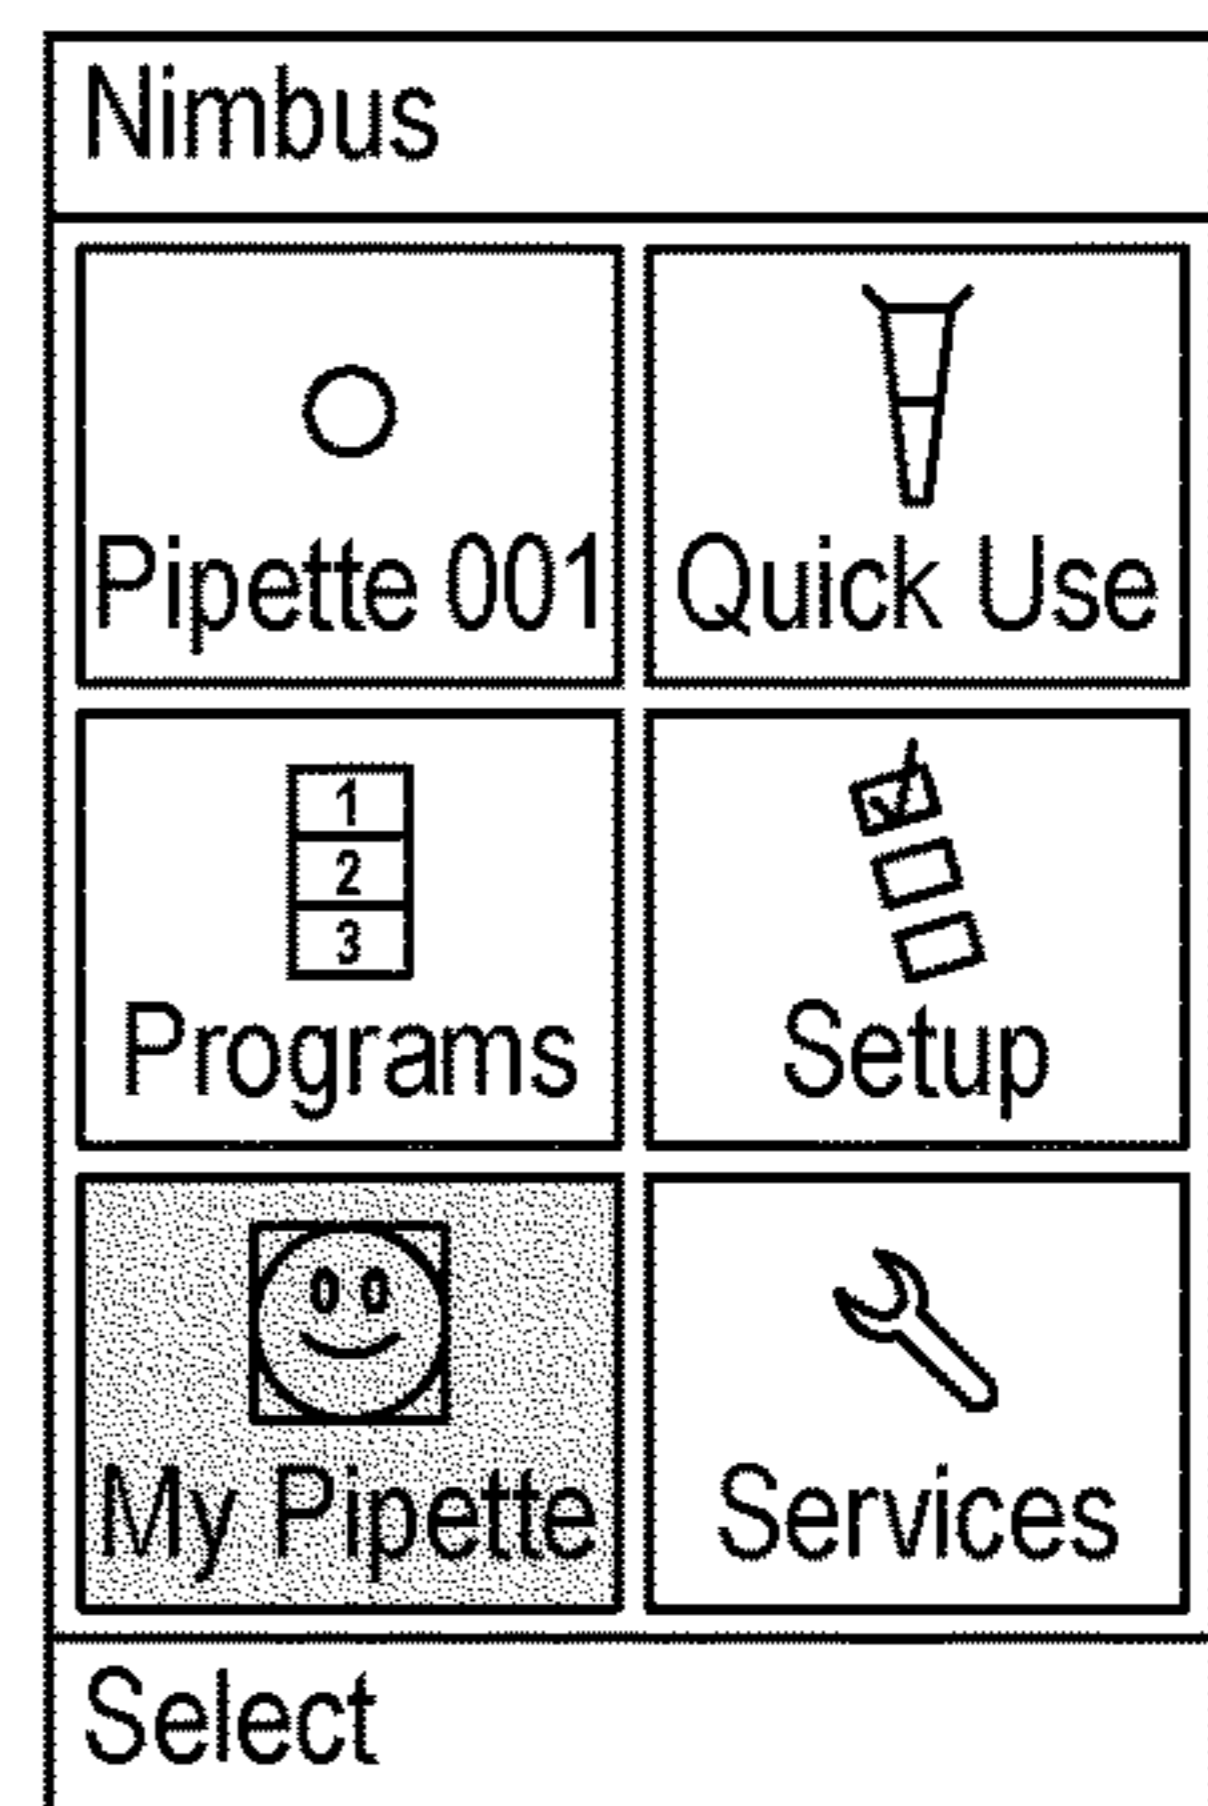 Nimbus
Pipette 001
Quick Use
1
2
3
Programs
Setup
My Pipette
Services
Select